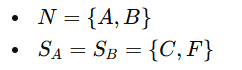 • N = {A, B}
• S_A = S_B = {C, F}